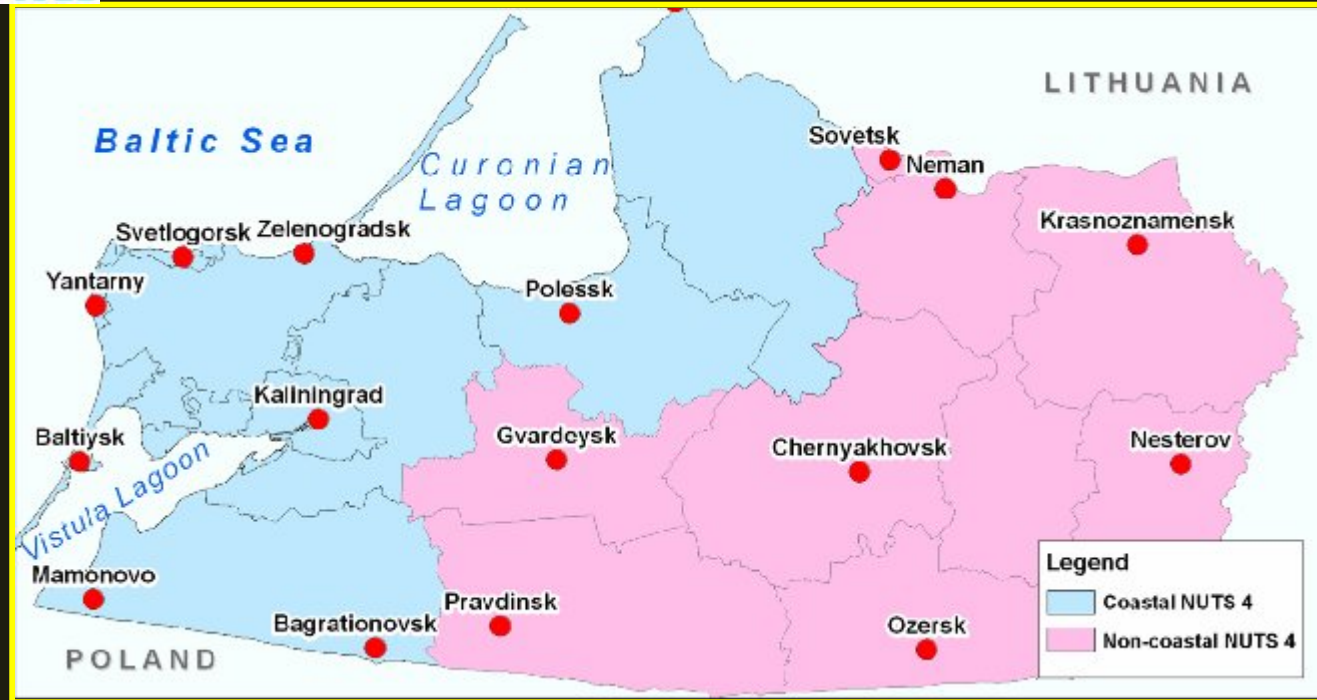 LITHUANIA
Baltic Sea
Curonian
Lagoon
Sovetsk
Neman
Krasnoznamensk
Svetlogorsk
Zelenogradsk
Yantarny
Polessk
Kaliningrad
Baltiysk
Gvardeysk
Chernyakhovsk
Nesterov
Vistula Lagoon
Mamonovo
Pravdinsk
Bagrationovsk
Ozersk
POLAND
Legend
Coastal NUTS 4
Non-coastal NUTS 4